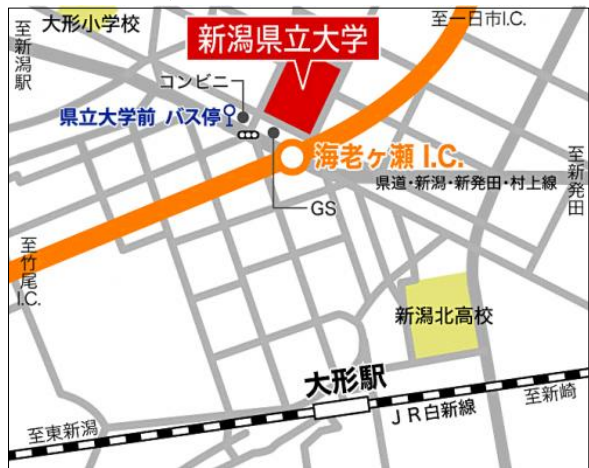 大形小学校
至一日市I.C.
至新潟駅
新潟県立大学
コンビニ
県立大学前 バス停
海老ヶ瀬 I.C.
至新発田
県道・新潟・新発田・村上線
GS
至竹尾I.C.
新潟北高校
大形駅
至新崎
JR白新線
至東新潟